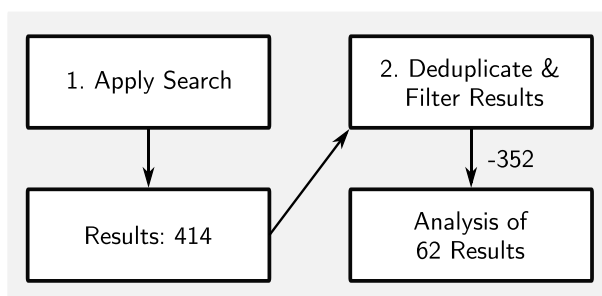 1. Apply Search
Results: 414
2. Deduplicate &
Filter Results
-352
Analysis of
62 Results